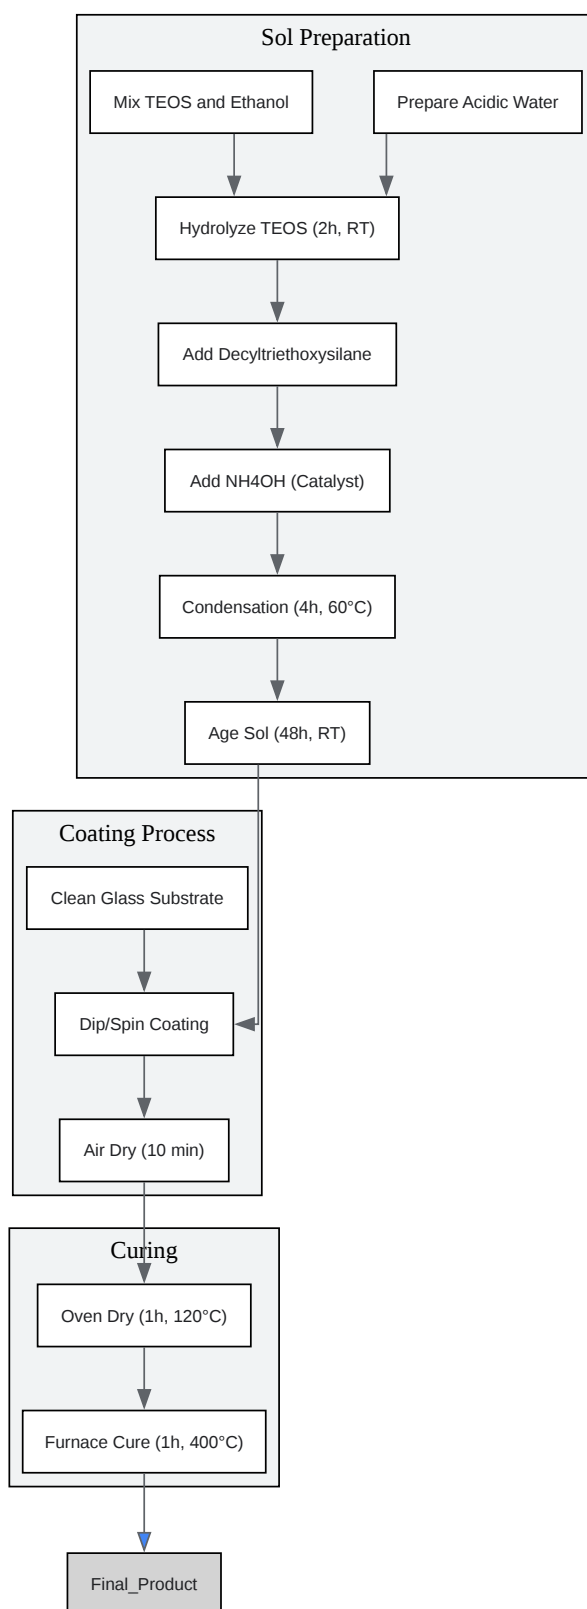 Sol Preparation
Mix TEOS and Ethanol
Prepare Acidic Water
Hydrolyze TEOS (2h, RT)
Add Decyltriethoxysilane
Add NH4OH (Catalyst)
Condensation (4h, 60°C)
Age Sol (48h, RT)
Coating Process
Clean Glass Substrate
Dip/Spin Coating
Air Dry (10 min)
Curing
Oven Dry (1h, 120°C)
Furnace Cure (1h, 400°C)
Final_Product